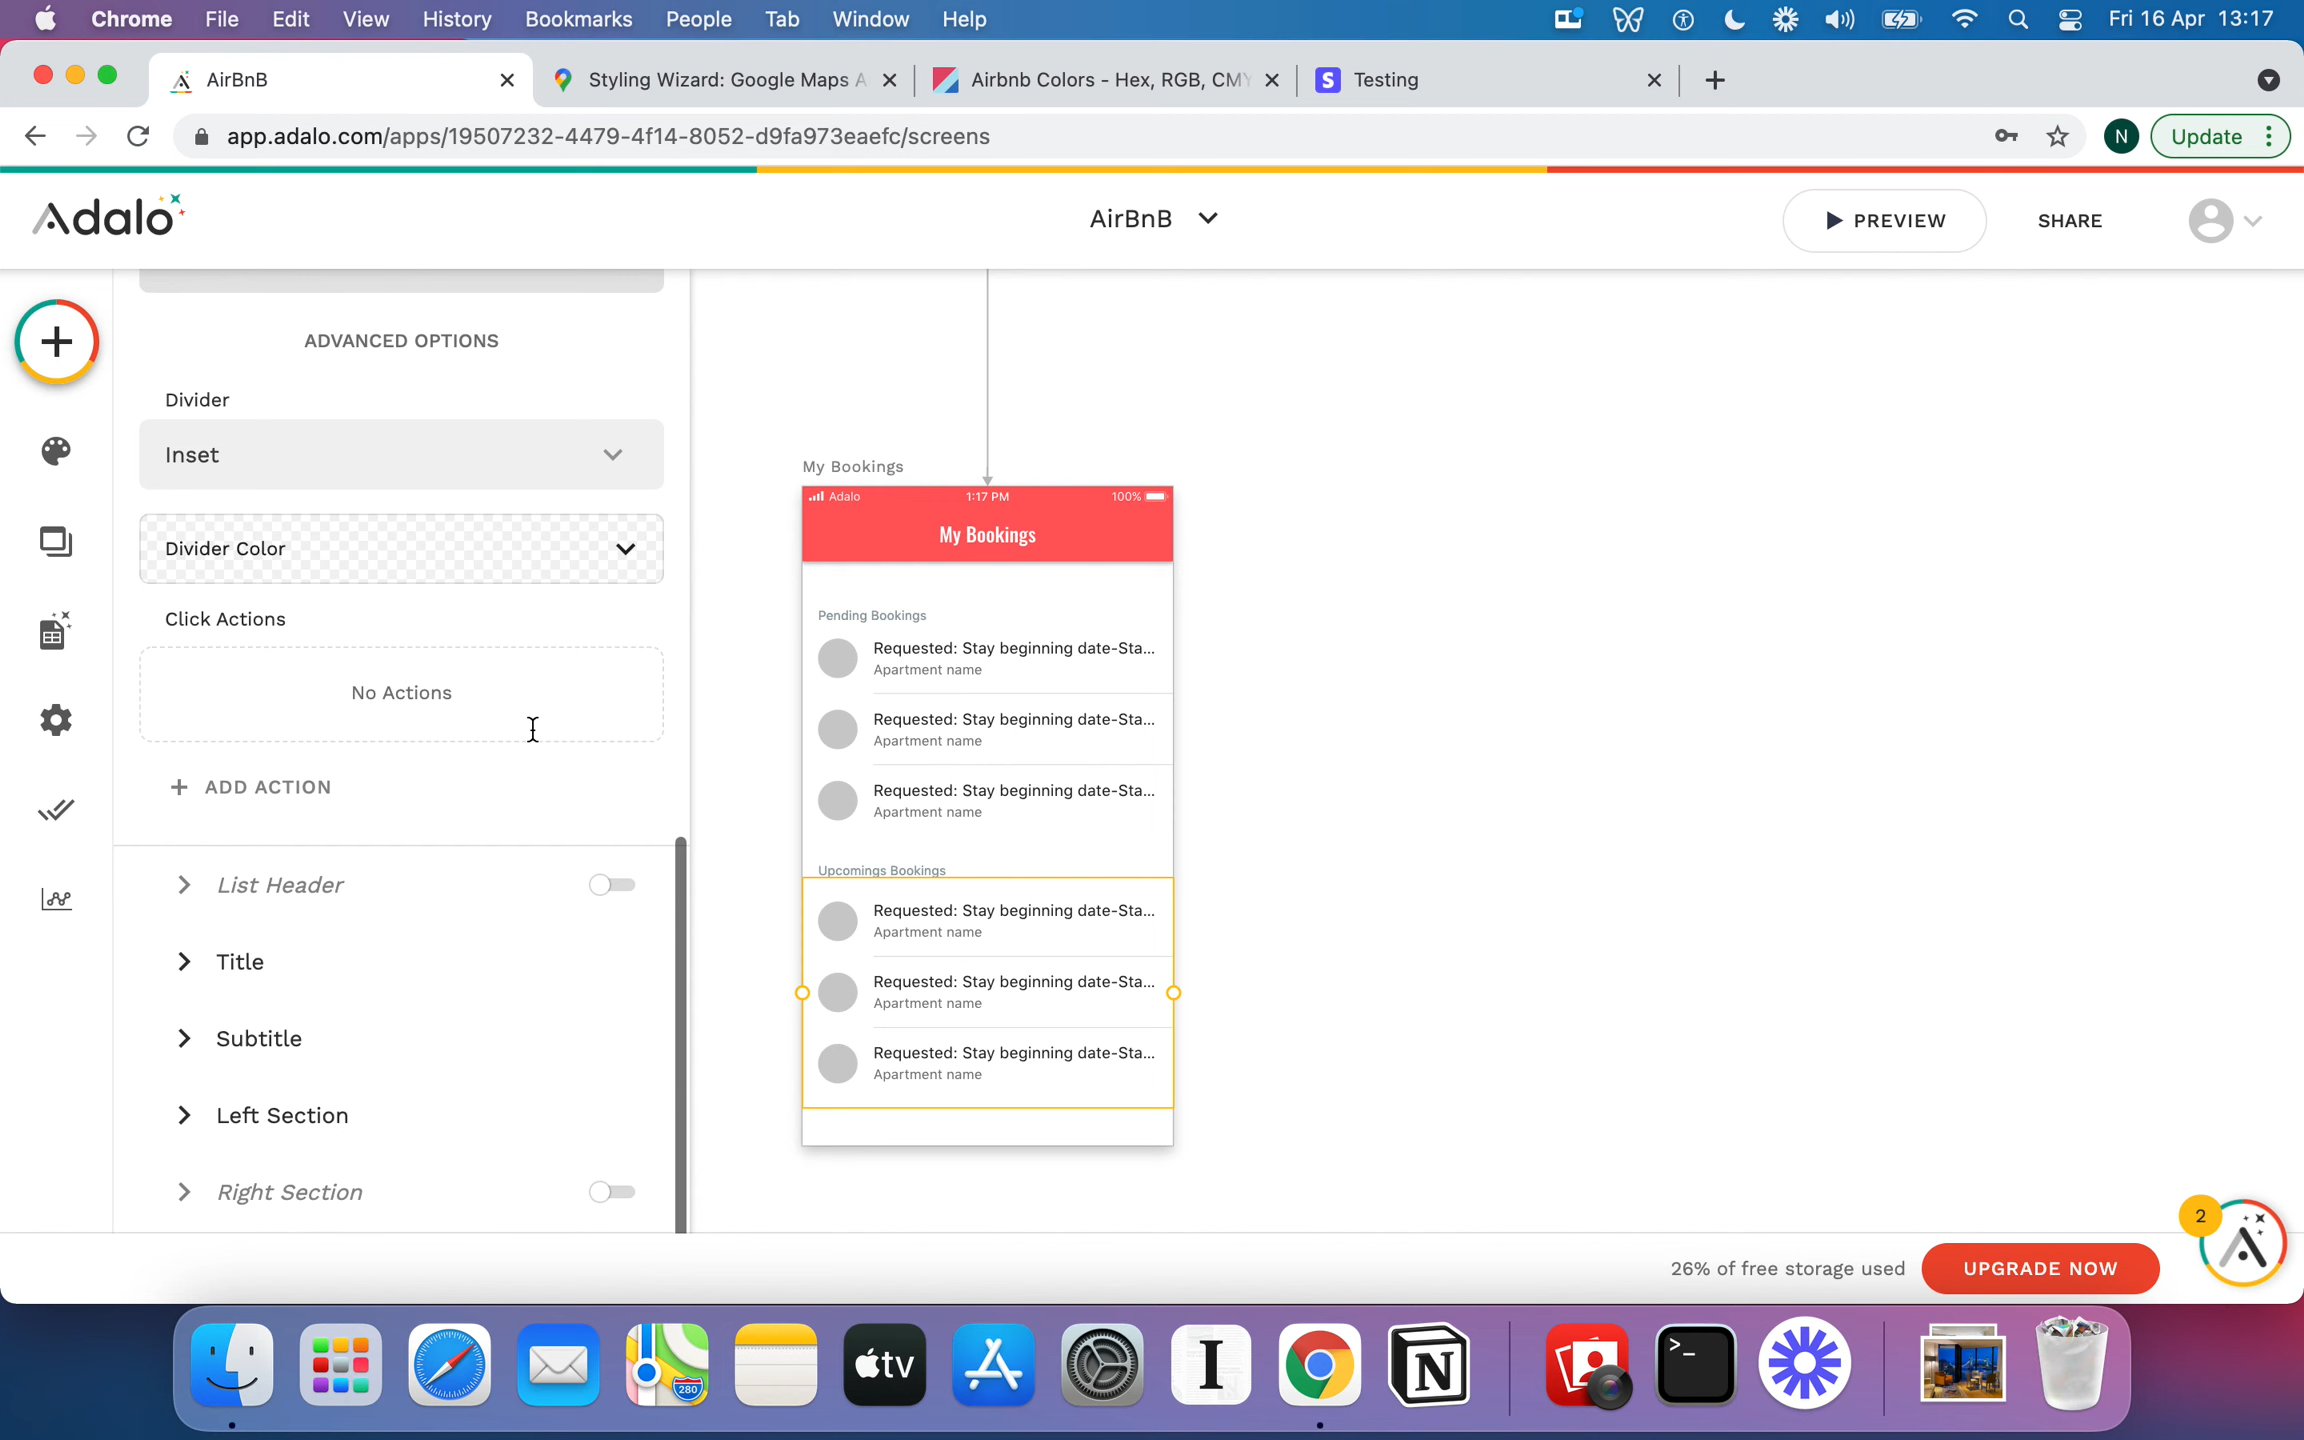 Chrome File Edit View History Bookmarks People Tab Window Help Fri 16 Apr 13:17
AirBnB Styling Wizard: Google Maps A Airbnb Colors - Hex, RGB, CMY S Testing
app.adalo.com/apps/19507232-4479-4f14-8052-d9fa973eaefc/screens N Update
Adalo AirBnB PREVIEW SHARE
ADVANCED OPTIONS
Divider
Inset
Divider Color
Click Actions
No Actions
ADD ACTION
List Header
Title
Subtitle
Left Section
Right Section
My Bookings
Adalo 1:17 PM 100%
My Bookings
Pending Bookings
Requested: Stay beginning date-Sta...
Apartment name
Requested: Stay beginning date-Sta...
Apartment name
Requested: Stay beginning date-Sta...
Apartment name
Upcomings Bookings
Requested: Stay beginning date-Sta...
Apartment name
Requested: Stay beginning date-Sta...
Apartment name
Requested: Stay beginning date-Sta...
Apartment name
2
26% of free storage used UPGRADE NOW
280 tv I N >_